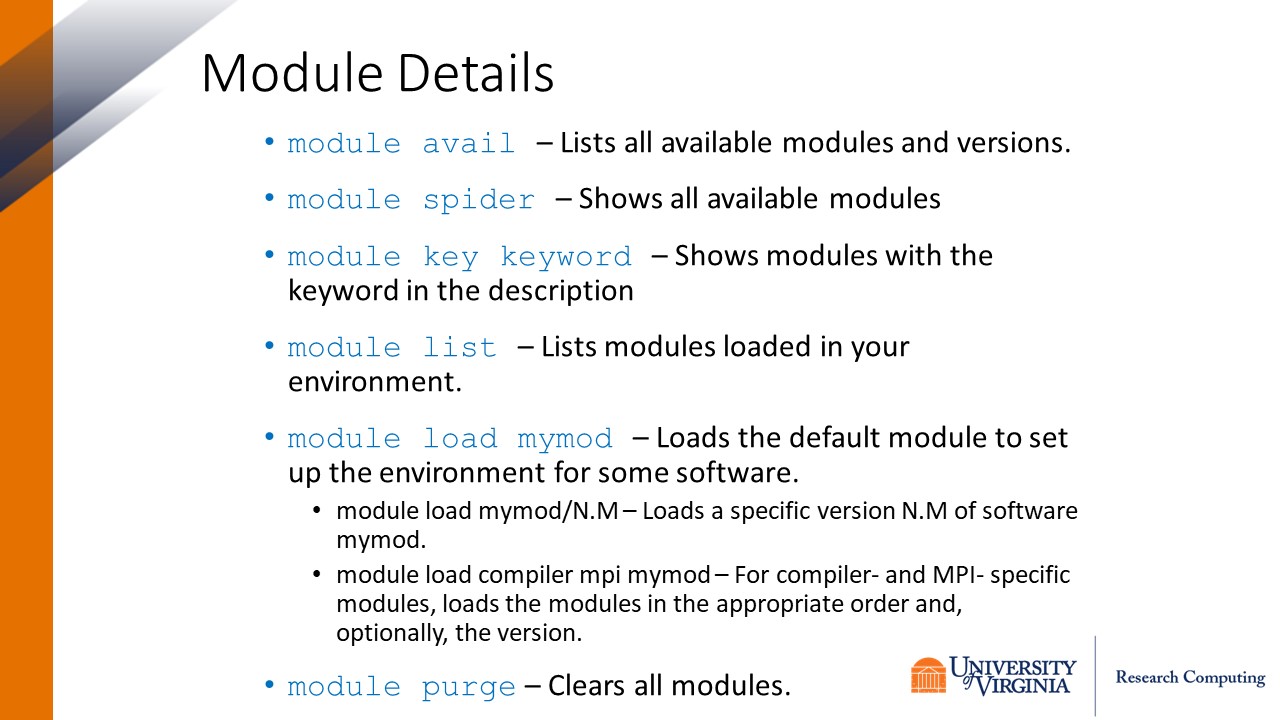 Module Details
• module avail – Lists all available modules and versions.
• module spider – Shows all available modules
• module key keyword – Shows modules with the
keyword in the description
• module list – Lists modules loaded in your
environment.
• module load mymod – Loads the default module to set
up the environment for some software.
• module load mymod/N.M – Loads a specific version N.M of software
mymod.
• module load compiler mpi mymod – For compiler- and MPI- specific
modules, loads the modules in the appropriate order and,
optionally, the version.
• module purge – Clears all modules.
UNIVERSITY
of VIRGINIA
Research Computing